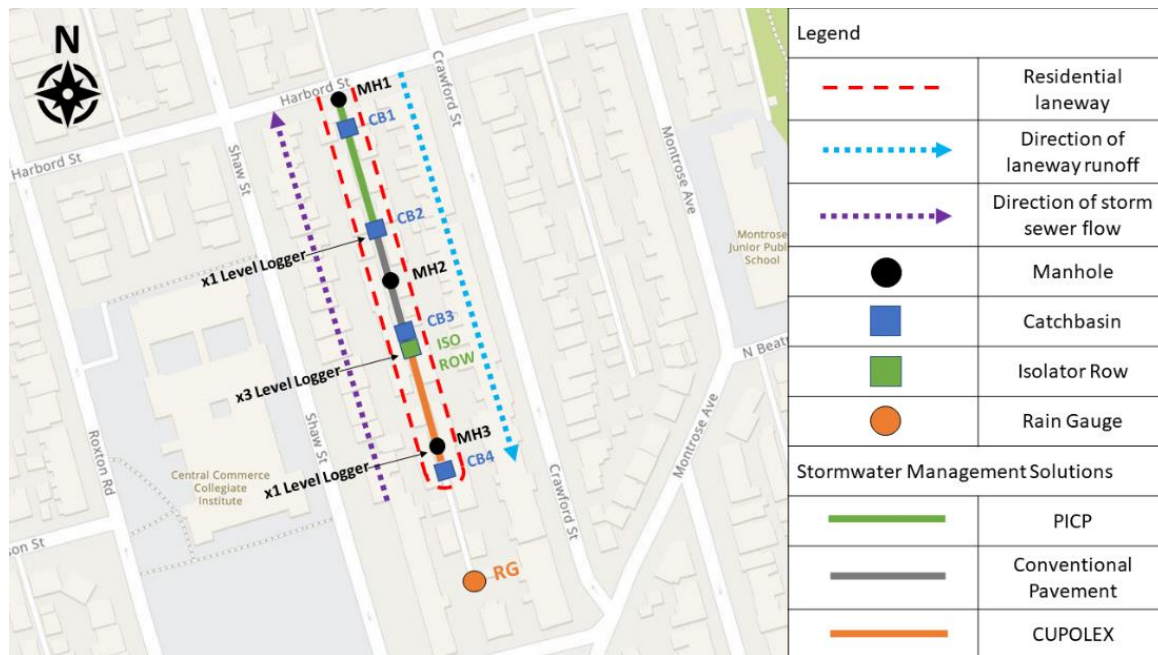 N
Harbord St
MH1
CB1
Crawford St
Harbord St
Shaw St
Montrose Ave
CB2
x1 Level Logger
MH2
Montrose
Junior Public
School
CB3
ISO
ROW
x3 Level Logger
N Beatr
Montrose Ave
Roxton Rd
Shaw St
MH3
CB4
x1 Level Logger
Central Commerce
Collegiate
Institute
Crawford St
son St
RG
Legend
Residential
laneway
Direction of
laneway runoff
Direction of storm
sewer flow
Manhole
Catchbasin
Isolator Row
Rain Gauge
Stormwater Management Solutions
PICP
Conventional
Pavement
CUPOLEX